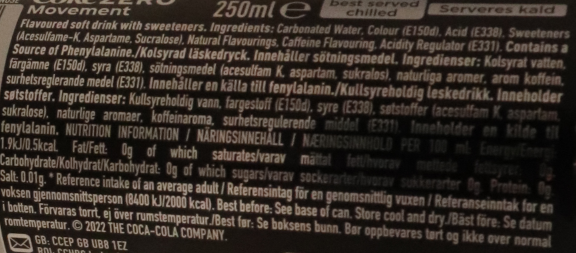 ZERO
Movement 250ml e best served chilled Serveres kald
Flavoured soft drink with sweeteners. Ingredients: Carbonated Water, Colour (E150d), Acid (E338), Sweeteners
(Acesulfame-K, Aspartame, Sucralose), Natural Flavourings, Caffeine Flavouring, Acidity Regulator (E331). Contains a
Source of Phenylalanine./Kolsyrad läskedryck. Innehåller sötningsmedel. Ingredienser: Kolsyrat vatten,
färgämne (E150d), syra (E338), sötningsmedel (acesulfam K, aspartam, sukralos), naturliga aromer, arom koffein,
surhetsreglerande medel (E331). Innehåller en källa till fenylalanin./Kullsyreholdig leskedrikk. Inneholder
søtstoffer. Ingredienser: Kullsyreholdig vann, fargestoff (E150d), syre (E338), søtstoffer (acesulfam K, aspartam,
sukralose), naturlige aromaer, koffeinaroma, surhetsregulerende middel (E331). Inneholder en kilde til
fenylalanin. NUTRITION INFORMATION / NÄRINGSINNEHÅLL / NÆRINGSINNHOLD PER 100 ml. Energy/Energi:
1.9kJ/0.5kcal. Fat/Fett: 0g of which saturates/varav mättat fett/hvorav 0g.
Carbohydrate/Kolhydrat/Karbohydrat: 0g of which sugars/varav sockerarter/hvorav sukkerarter 0g. Protein: 0g.
Salt: 0.01g. * Reference intake of an average adult / Referensintag för en genomsnittlig vuxen / Referanseinntak for en
voksen gjennomsnittsperson (8400 kJ/2000 kcal). Best before: See base of can. Store cool and dry./Bäst före: Se datum
i botten. Förvaras torrt, ej över rumstemperatur./Best før: Se boksens bunn. Bør oppbevares tørt og ikke over normal
romtemperatur. © 2022 THE COCA-COLA COMPANY.
GB: CCEP GB UB8 1EZ